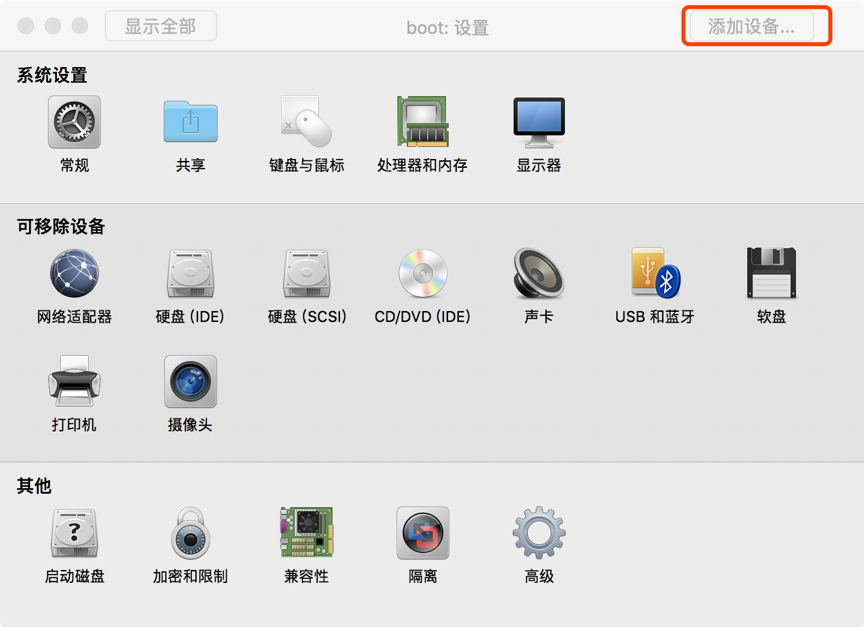 显示全部 boot: 设置 添加设备...
系统设置
常规 共享 键盘与鼠标 处理器和内存 显示器
可移除设备
网络适配器 硬盘 (IDE) 硬盘 (SCSI) CD/DVD (IDE) 声卡 USB 和蓝牙 软盘
打印机 摄像头
其他
?
启动磁盘 加密和限制 兼容性 隔离 高级